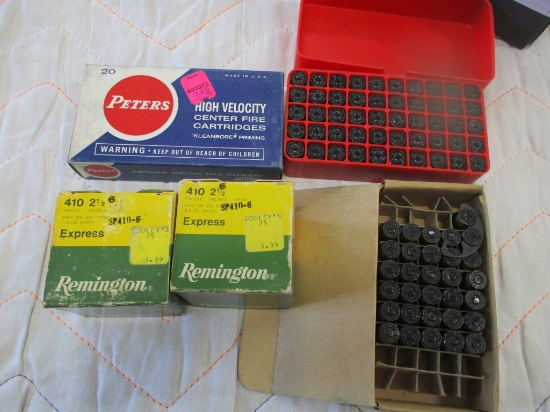 20
MADE IN U.S.A.
PETERS
HIGH VELOCITY
CENTER FIRE
CARTRIDGES
"KLEANBORE" PRIMING
WARNING • KEEP OUT OF REACH OF CHILDREN
410 2½ 6
SP410-6
Express
DOOLEY'S
3.39
Remington
410 2½ 6
SP410-6
Express
DOOLEY'S
3.39
Remington